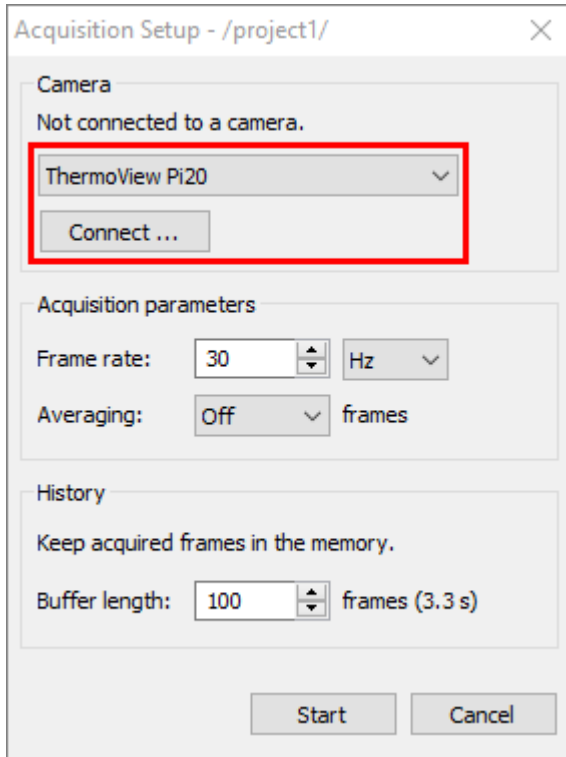 Acquisition Setup - /project1/
Camera
Not connected to a camera.
ThermoView Pi20
Connect ...
Acquisition parameters
Frame rate: 30 Hz
Averaging: Off frames
History
Keep acquired frames in the memory.
Buffer length: 100 frames (3.3 s)
Start Cancel